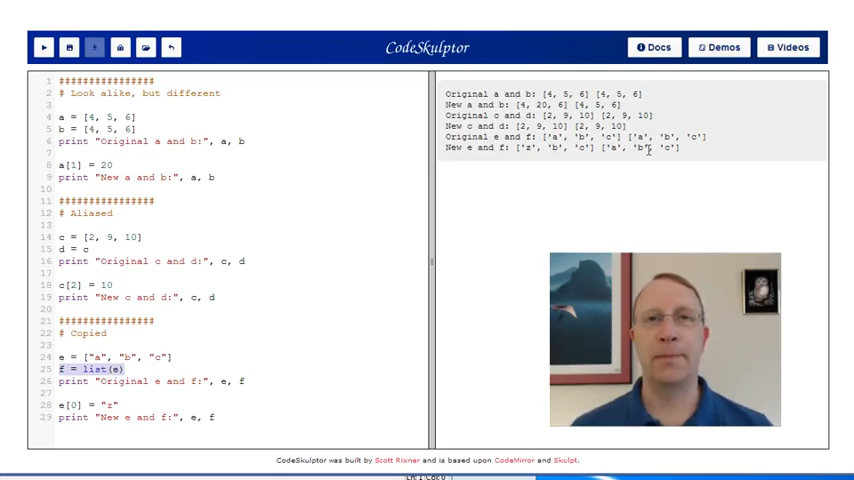 CodeSkulptor
Docs
Demos
Videos
1 ################
2 # Look alike, but different
3
4 a = [4, 5, 6]
5 b = [4, 5, 6]
6 print "Original a and b:", a, b
7
8 a[1] = 20
9 print "New a and b:", a, b
10
11 ################
12 # Aliased
13
14 c = [2, 9, 10]
15 d = c
16 print "Original c and d:", c, d
17
18 c[2] = 10
19 print "New c and d:", c, d
20
21 ################
22 # Copied
23
24 e = ["a", "b", "c"]
25 f = list(e)
26 print "Original e and f:", e, f
27
28 e[0] = "z"
29 print "New e and f:", e, f
Original a and b: [4, 5, 6] [4, 5, 6]
New a and b: [4, 20, 6] [4, 5, 6]
Original c and d: [2, 9, 10] [2, 9, 10]
New c and d: [2, 9, 10] [2, 9, 10]
Original e and f: ['a', 'b', 'c'] ['a', 'b', 'c']
New e and f: ['z', 'b', 'c'] ['a', 'b', 'c']
CodeSkulptor was built by Scott Rixner and is based upon CodeMirror and Skulpt.
Ln:1 Col:0